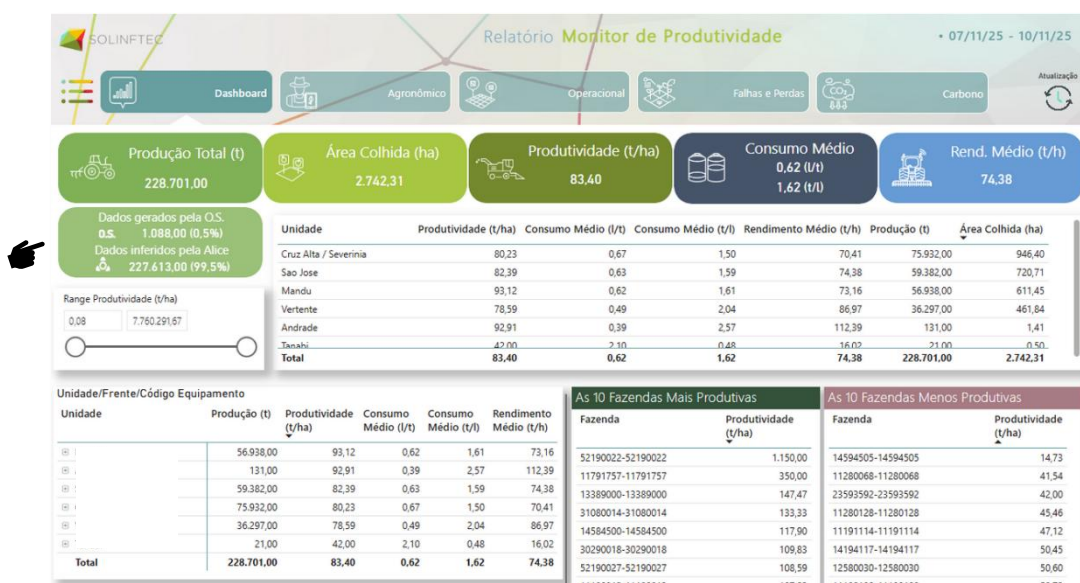 SOLINFTEC
Relatório Monitor de Produtividade
• 07/11/25 - 10/11/25
Dashboard
Agronômico
Operacional
Falhas e Perdas
CO₂
Carbono
Atualização
Produção Total (t)
228.701,00
Área Colhida (ha)
2.742,31
Produtividade (t/ha)
83,40
Consumo Médio
0,62 (l/t)
1,62 (t/l)
Rend. Médio (t/h)
74,38
Dados gerados pela O.S.
O.S. 1.088,00 (0,5%)
Dados inferidos pela Alice
227.613,00 (99,5%)
Range Produtividade (t/ha)
0,08 7.760.291,67
Unidade Produtividade (t/ha) Consumo Médio (l/t) Consumo Médio (t/l) Rendimento Médio (t/h) Produção (t) Área Colhida (ha)
Cruz Alta / Severinia 80,23 0,67 1,50 70,41 75.932,00 946,40
Sao Jose 82,39 0,63 1,59 74,38 59.382,00 720,71
Mandu 93,12 0,62 1,61 73,16 56.938,00 611,45
Vertente 78,59 0,49 2,04 86,97 36.297,00 461,84
Andrade 92,91 0,39 2,57 112,39 131,00 1,41
Tanabi 42,00 2,10 0,48 16,02 21,00 0,50
Total 83,40 0,62 1,62 74,38 228.701,00 2.742,31
Unidade/Frente/Código Equipamento
Unidade Produção (t) Produtividade (t/ha) Consumo Médio (l/t) Consumo Médio (t/l) Rendimento Médio (t/h)
56.938,00 93,12 0,62 1,61 73,16
131,00 92,91 0,39 2,57 112,39
59.382,00 82,39 0,63 1,59 74,38
75.932,00 80,23 0,67 1,50 70,41
36.297,00 78,59 0,49 2,04 86,97
21,00 42,00 2,10 0,48 16,02
Total 228.701,00 83,40 0,62 1,62 74,38
As 10 Fazendas Mais Produtivas
Fazenda Produtividade (t/ha)
52190022-52190022 1.150,00
11791757-11791757 350,00
13389000-13389000 147,47
31080014-31080014 133,33
14584500-14584500 117,90
30290018-30290018 109,83
52190027-52190027 108,59
As 10 Fazendas Menos Produtivas
Fazenda Produtividade (t/ha)
14594505-14594505 14,73
11280068-11280068 41,54
23593592-23593592 42,00
11280128-11280128 45,46
11191114-11191114 47,12
14194117-14194117 50,45
12580030-12580030 50,60